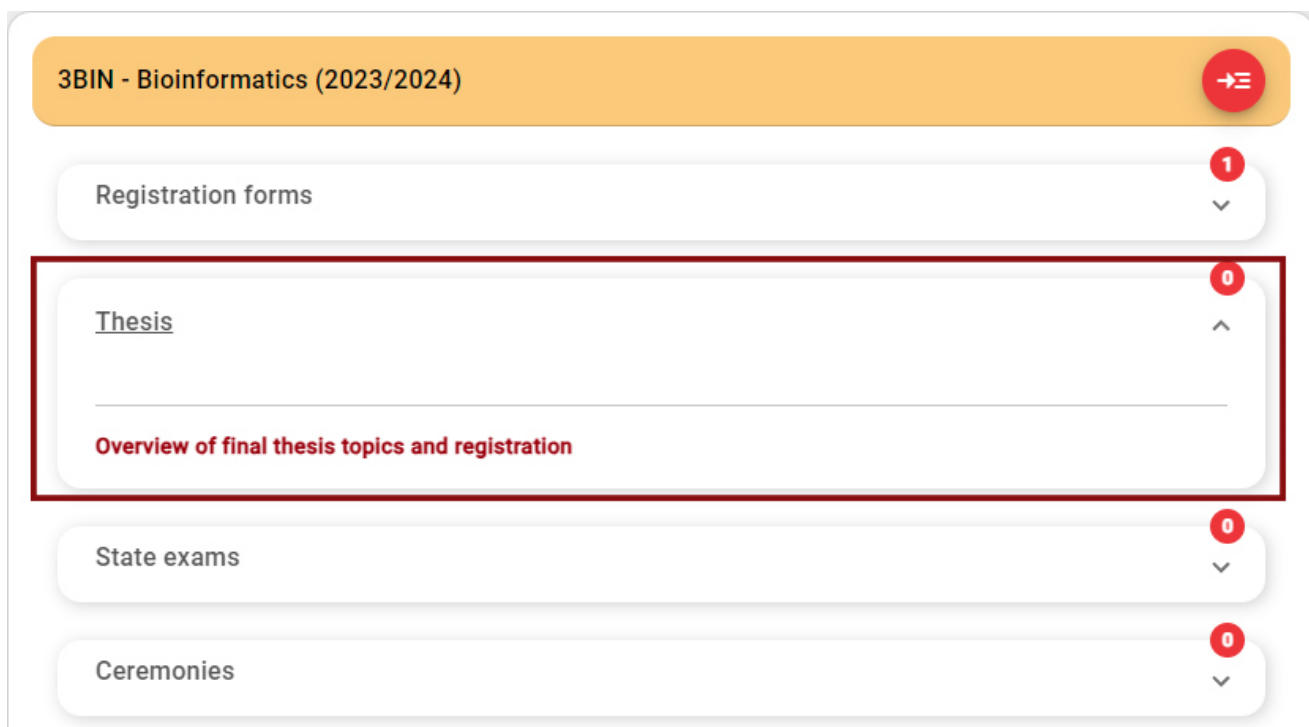 3BIN - Bioinformatics (2023/2024)
1
Registration forms
0
Thesis
Overview of final thesis topics and registration
0
State exams
0
Ceremonies